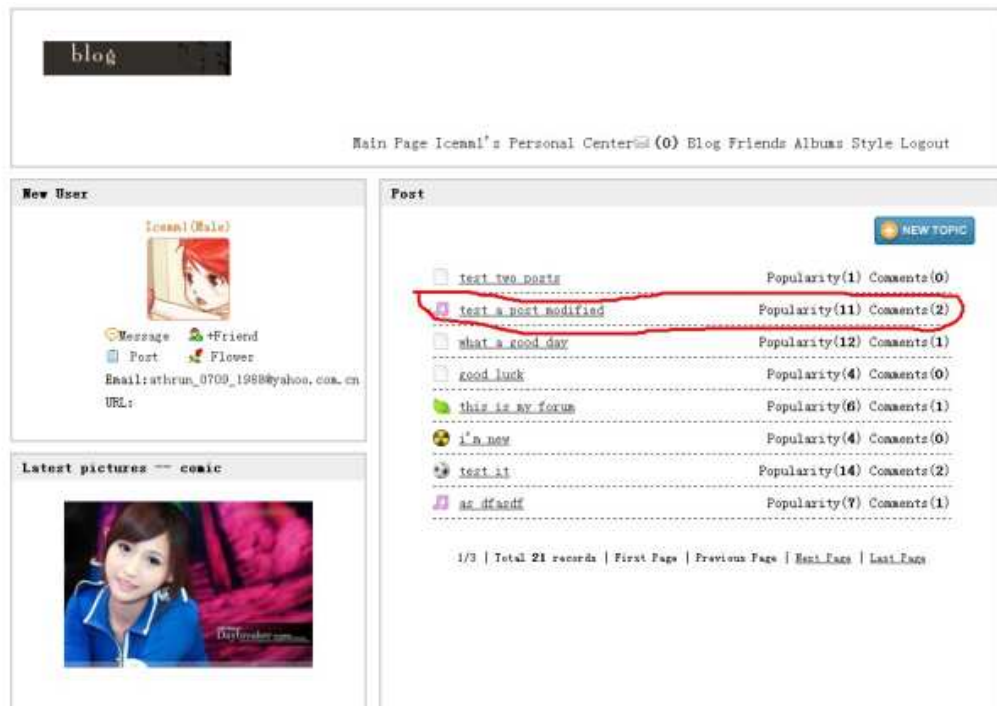 blog
Main Page Icemml's Personal Center (0) Blog Friends Albums Style Logout
New User
Icemml(Male)
Message +Friend
Post Flower
Email:athrun_0709_1988@yahoo.com.cn
URL:
Latest pictures -- comic
Daybreaker
Post
NEW TOPIC
test two posts Popularity(1) Comments(0)
test a post modified Popularity(11) Comments(2)
what a good day Popularity(12) Comments(1)
good luck Popularity(4) Comments(0)
this is my forum Popularity(6) Comments(1)
i'm new Popularity(4) Comments(0)
test it Popularity(14) Comments(2)
as dfasdf Popularity(7) Comments(1)
1/3 | Total 21 records | First Page | Previous Page | Next Page | Last Page